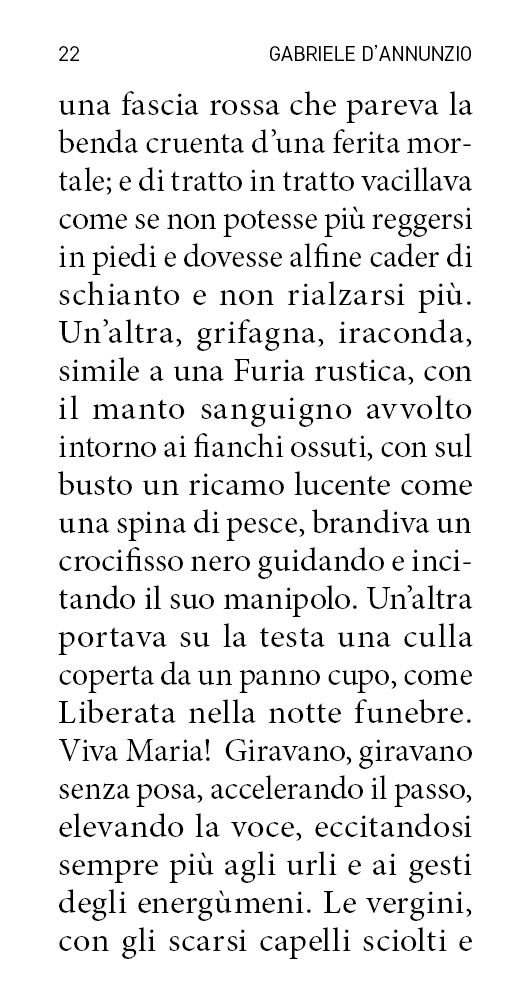 22 GABRIELE D’ANNUNZIO
una fascia rossa che pareva la
benda cruenta d’una ferita mor-
tale; e di tratto in tratto vacillava
come se non potesse più reggersi
in piedi e dovesse alfine cader di
schianto e non rialzarsi più.
Un’altra, grifagna, iraconda,
simile a una Furia rustica, con
il manto sanguigno avvolto
intorno ai fianchi ossuti, con sul
busto un ricamo lucente come
una spina di pesce, brandiva un
crocifisso nero guidando e inci-
tando il suo manipolo. Un’altra
portava su la testa una culla
coperta da un panno cupo, come
Liberata nella notte funebre.
Viva Maria! Giravano, giravano
senza posa, accelerando il passo,
elevando la voce, eccitandosi
sempre più agli urli e ai gesti
degli energùmeni. Le vergini,
con gli scarsi capelli sciolti e